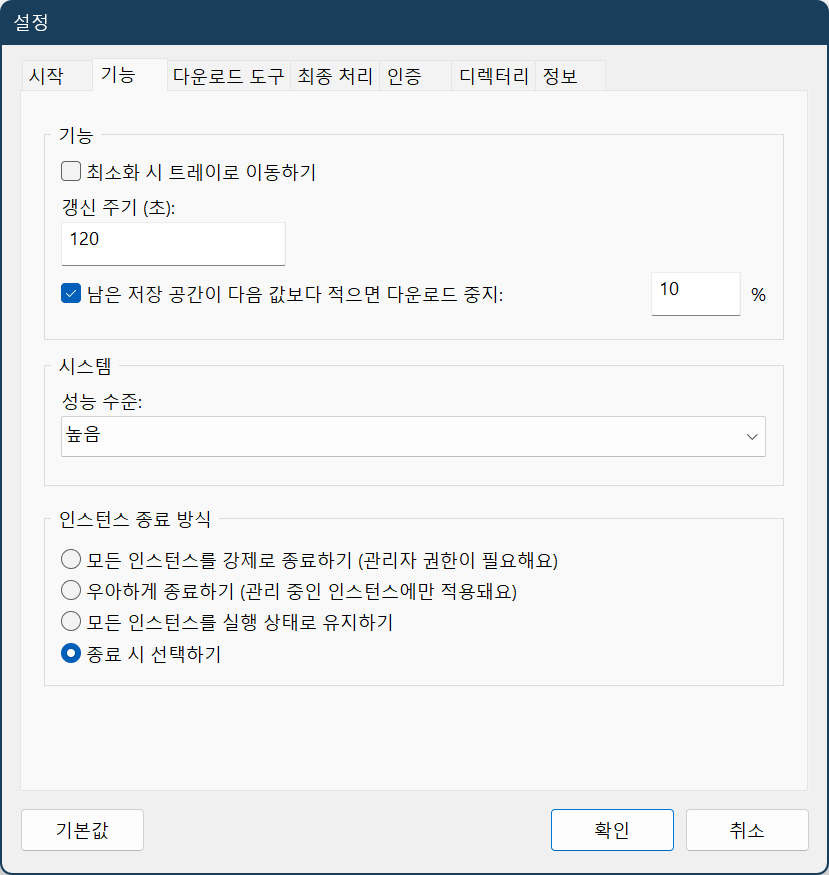 설정
시작 기능 다운로드 도구 최종 처리 인증 디렉터리 정보
기능
최소화 시 트레이로 이동하기
갱신 주기 (초):
120
남은 저장 공간이 다음 값보다 적으면 다운로드 중지: 10 %
시스템
성능 수준:
높음
인스턴스 종료 방식
모든 인스턴스를 강제로 종료하기 (관리자 권한이 필요해요)
우아하게 종료하기 (관리 중인 인스턴스에만 적용돼요)
모든 인스턴스를 실행 상태로 유지하기
종료 시 선택하기
기본값 확인 취소